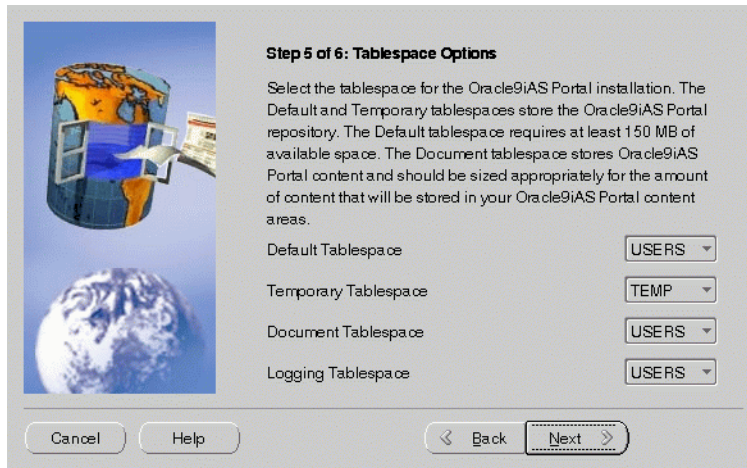 Step 5 of 6: Tablespace Options
Select the tablespace for the Oracle9iAS Portal installation. The
Default and Temporary tablespaces store the Oracle9iAS Portal
repository. The Default tablespace requires at least 150 MB of
available space. The Document tablespace stores Oracle9iAS
Portal content and should be sized appropriately for the amount
of content that will be stored in your Oracle9iAS Portal content
areas.
Default Tablespace USERS
Temporary Tablespace TEMP
Document Tablespace USERS
Logging Tablespace USERS
Cancel Help Back Next